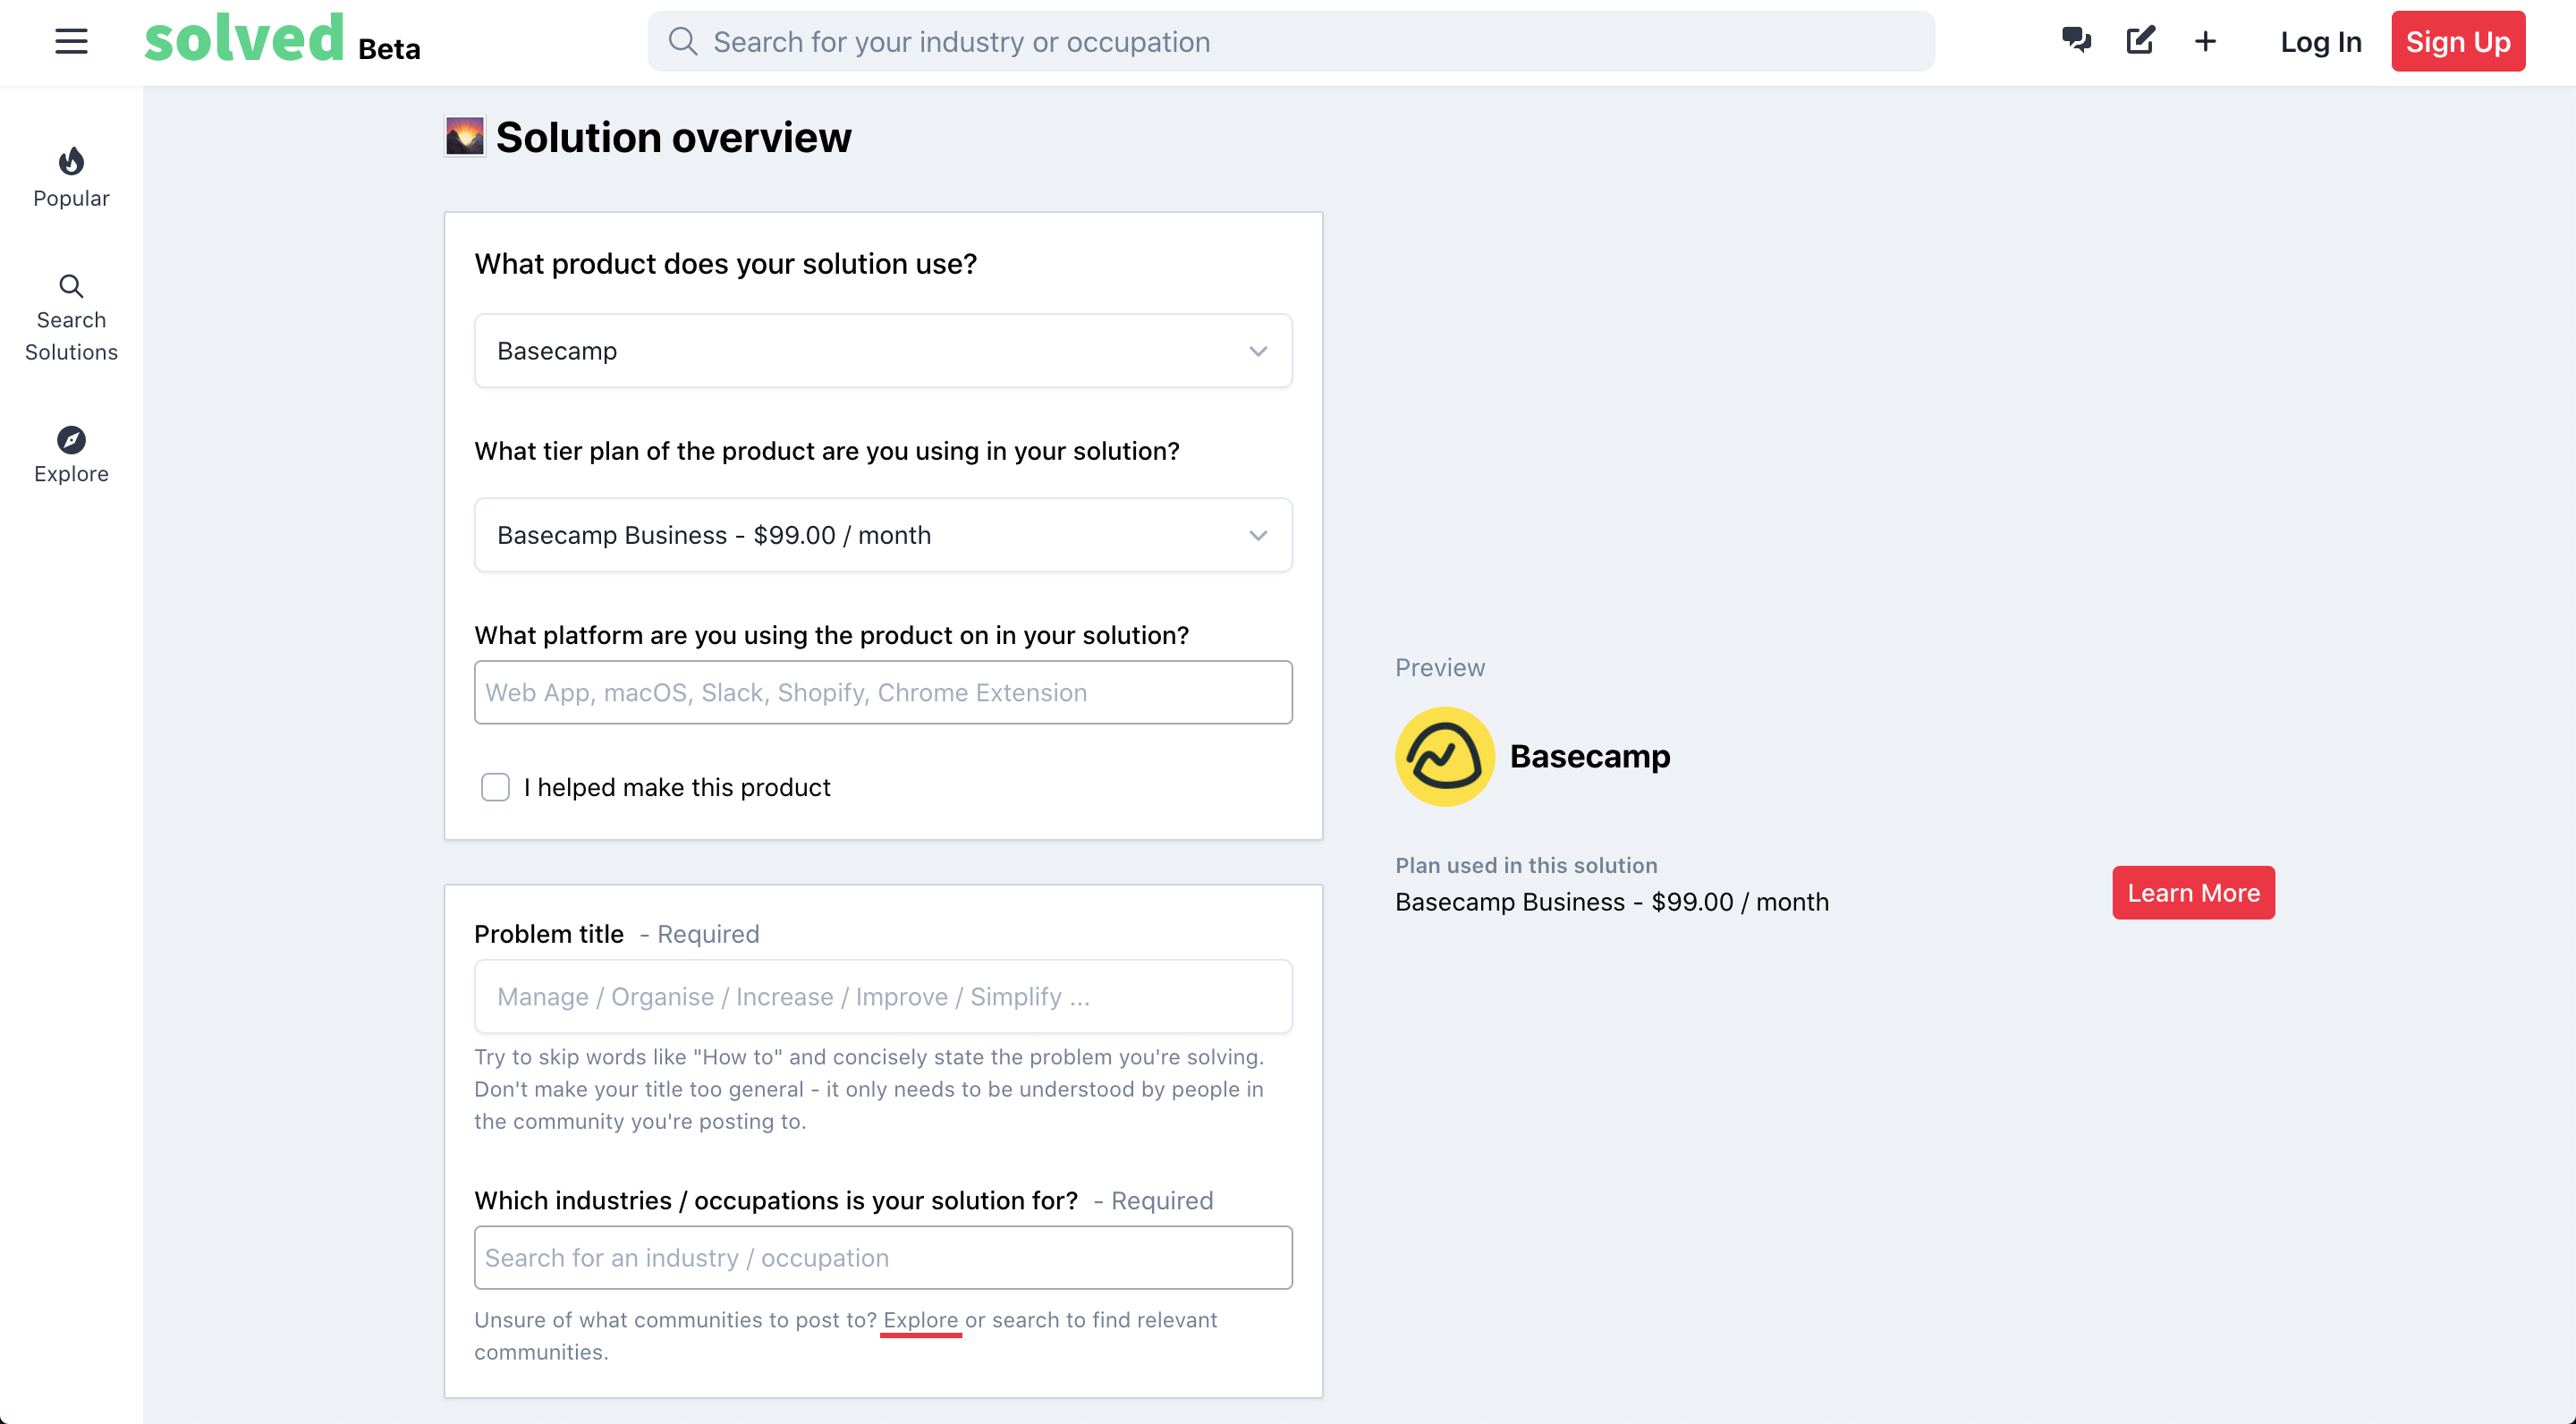 solved Beta
Search for your industry or occupation
Log In
Sign Up
Popular
Search
Solutions
Explore
Solution overview
What product does your solution use?
Basecamp
What tier plan of the product are you using in your solution?
Basecamp Business - $99.00 / month
What platform are you using the product on in your solution?
Web App, macOS, Slack, Shopify, Chrome Extension
I helped make this product
Problem title - Required
Manage / Organise / Increase / Improve / Simplify ...
Try to skip words like "How to" and concisely state the problem you're solving.
Don't make your title too general - it only needs to be understood by people in
the community you're posting to.
Which industries / occupations is your solution for? - Required
Search for an industry / occupation
Unsure of what communities to post to? Explore or search to find relevant
communities.
Preview
Basecamp
Plan used in this solution
Basecamp Business - $99.00 / month
Learn More